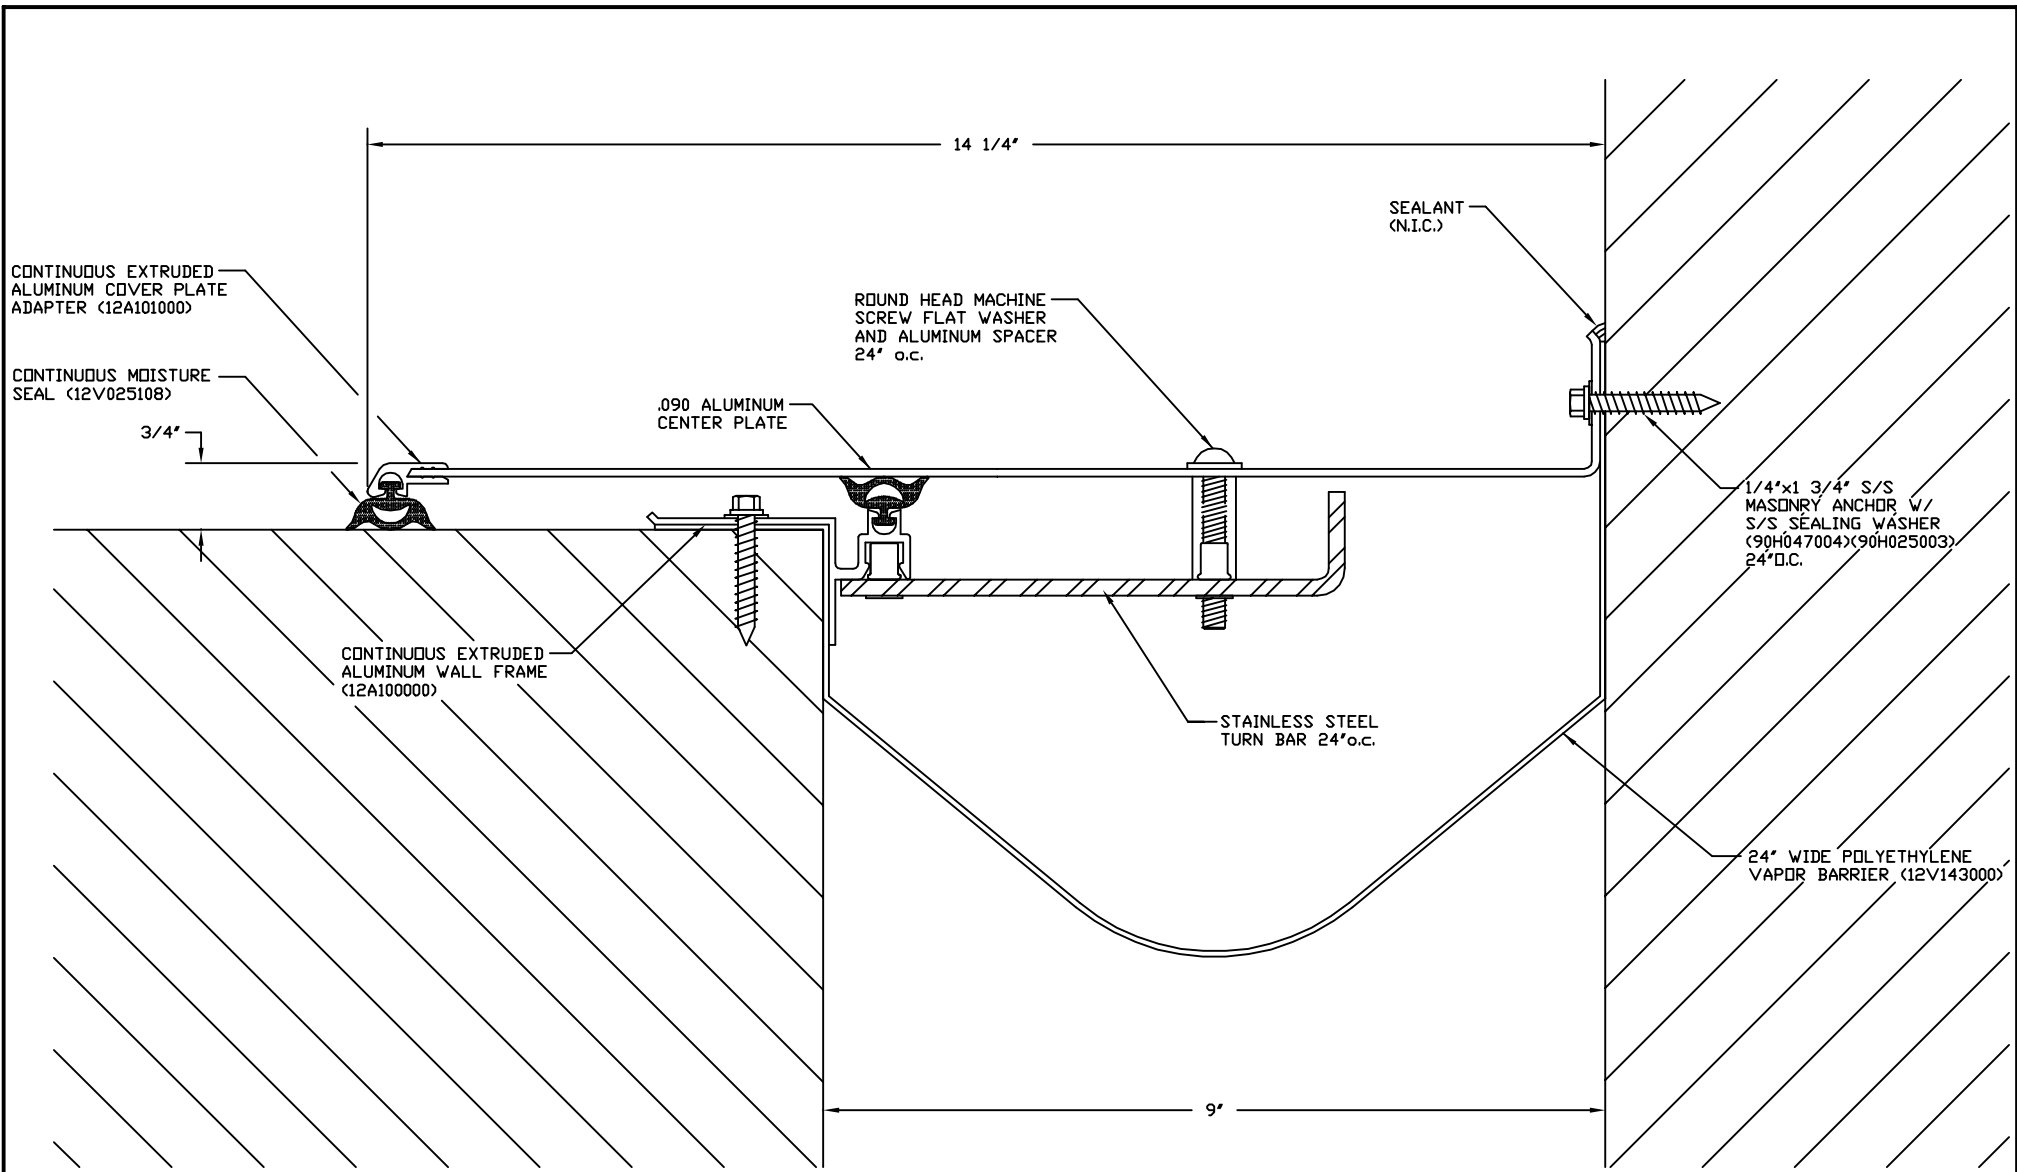 14 1/4"
SEALANT
(N.I.C.)
CONTINUOUS EXTRUDED
ALUMINUM COVER PLATE
ADAPTER (12A101000)
ROUND HEAD MACHINE
SCREW FLAT WASHER
AND ALUMINUM SPACER
24" o.c.
CONTINUOUS MOISTURE
SEAL (12V025108)
.090 ALUMINUM
CENTER PLATE
3/4"
1/4"x1 3/4" S/S
MASONRY ANCHOR W/
S/S SEALING WASHER
(90H047004)(90H025003)
24"O.C.
CONTINUOUS EXTRUDED
ALUMINUM WALL FRAME
(12A100000)
STAINLESS STEEL
TURN BAR 24"o.c.
24" WIDE POLYETHYLENE
VAPOR BARRIER (12V143000)
9"